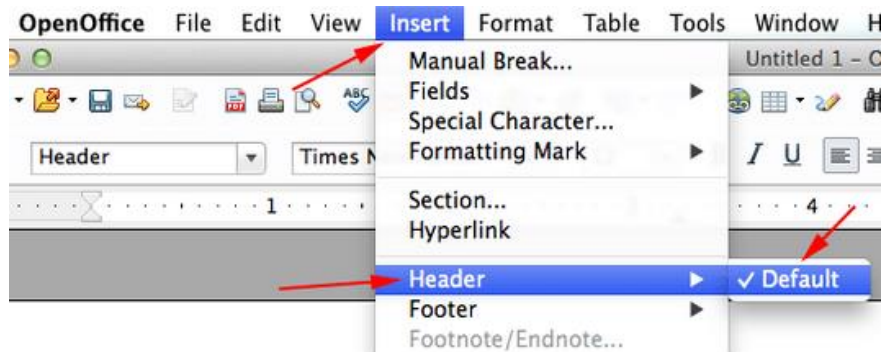 OpenOffice File Edit View Insert Format Table Tools Window H
Untitled 1 –
Manual Break...
Fields
Special Character...
Formatting Mark
ABC
Header
Times
I U
1
4
Section...
Hyperlink
Header
✓ Default
Footer
Footnote/Endnote...